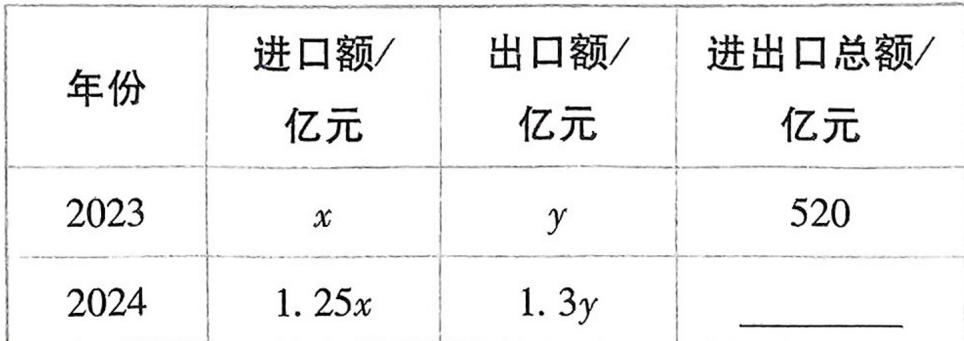 年份 进口额/亿元 出口额/亿元 进出口总额/亿元
2023 x y 520
2024 1. 25x 1. 3y ________